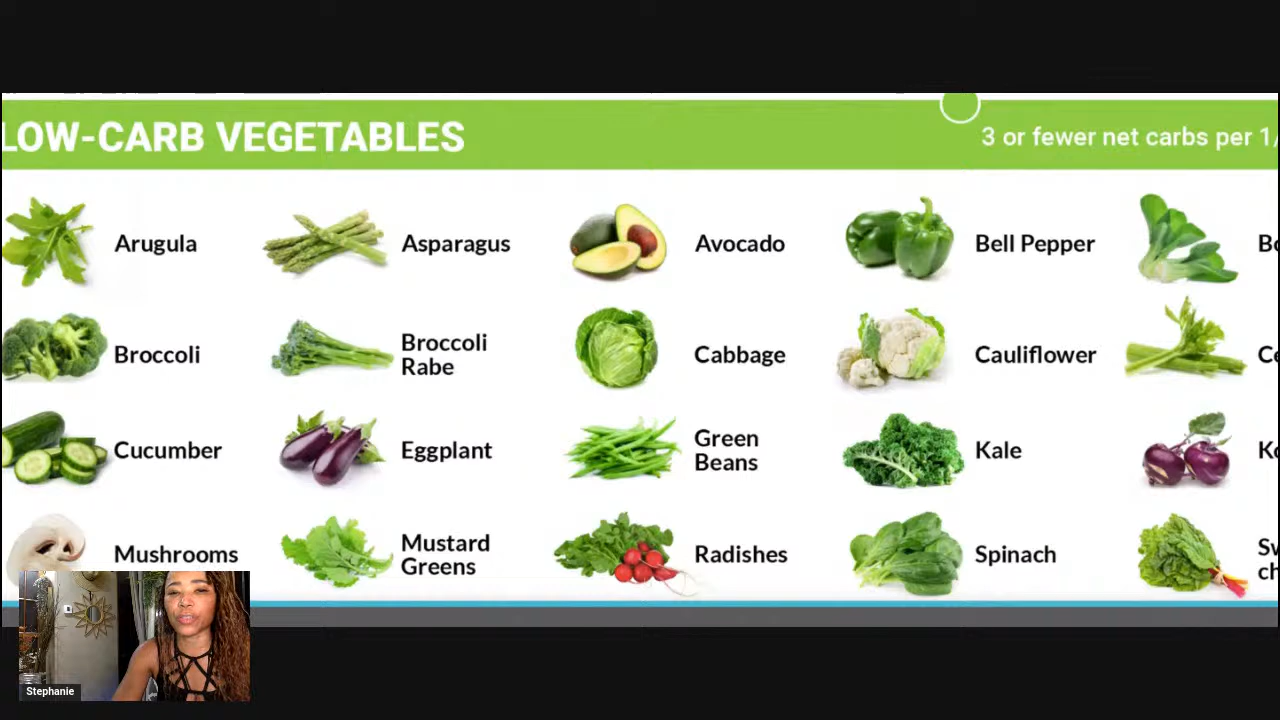 LOW-CARB VEGETABLES
3 or fewer net carbs per 1/
Arugula
Asparagus
Avocado
Bell Pepper
Broccoli
Broccoli
Rabe
Cabbage
Cauliflower
Cucumber
Eggplant
Green
Beans
Kale
Mushrooms
Mustard
Greens
Radishes
Spinach
Stephanie